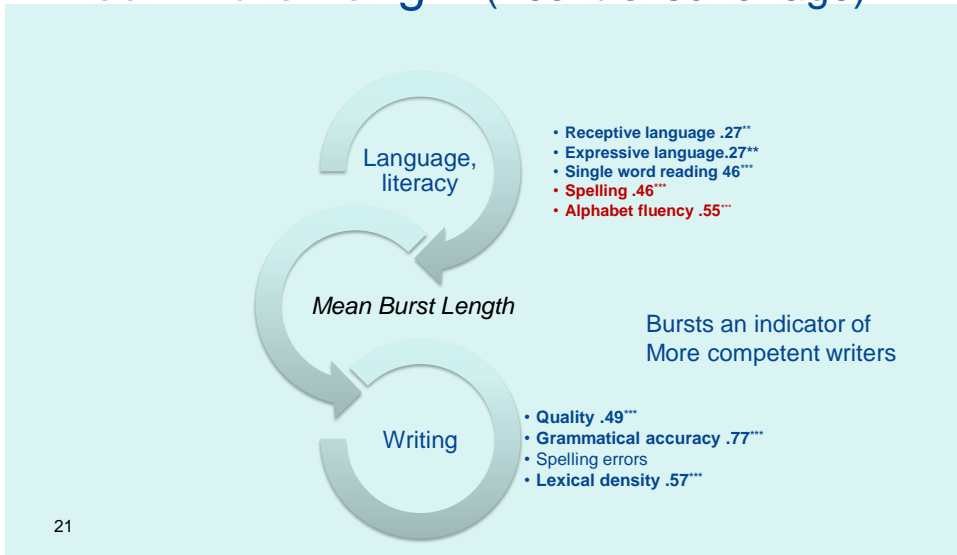 Language,
literacy
• Receptive language .27**
• Expressive language.27**
• Single word reading 46***
• Spelling .46***
• Alphabet fluency .55***
Mean Burst Length
Bursts an indicator of
More competent writers
Writing
• Quality .49***
• Grammatical accuracy .77***
• Spelling errors
• Lexical density .57***
21